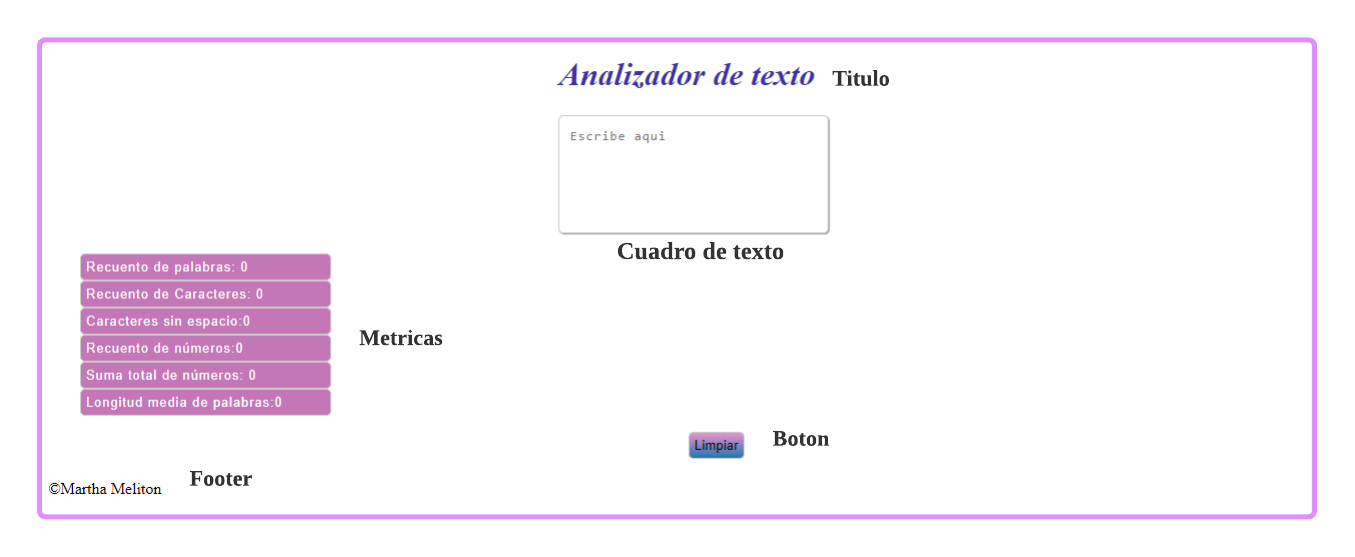 Analizador de texto Titulo
Escribe aqui
Cuadro de texto
Recuento de palabras: 0
Recuento de Caracteres: 0
Caracteres sin espacio:0
Recuento de números:0
Suma total de números: 0
Longitud media de palabras:0
Metricas
Limpiar Boton
©Martha Meliton Footer